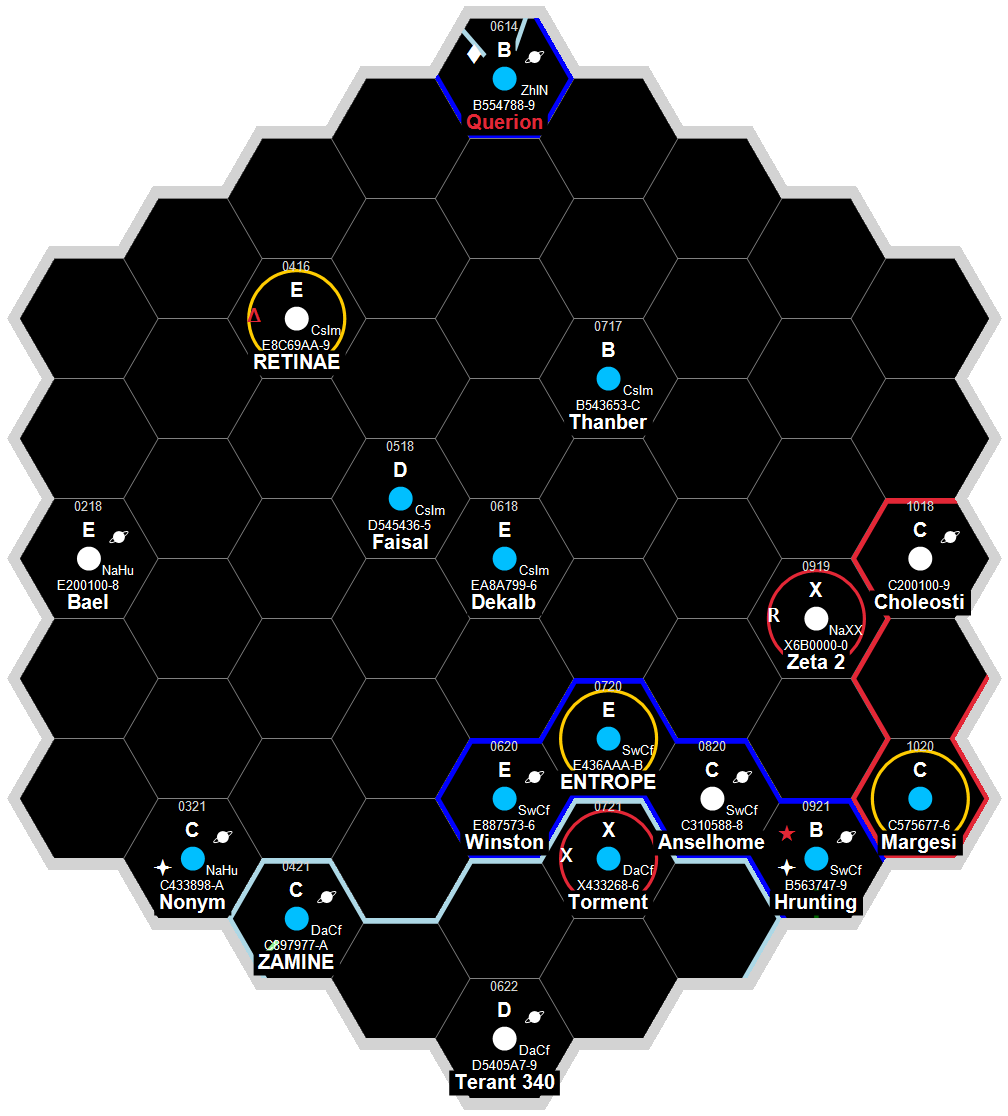 0614
B
ZhIN
B554788-9
Querion
0416
E
CsIm
E8C69AA-9
RETINAE
0717
B
CsIm
B543653-C
Thanber
0518
D
CsIm
D545436-5
Faisal
0218
E
NaHu
E200100-8
Bael
0618
E
CsIm
EA8A799-6
Dekalb
1018
C
C200100-9
Choleosti
0919
X
R
NaXX
X6B0000-0
Zeta 2
0720
E
SwCf
E436AAA-B
ENTROPE
0620
E
SwCf
E887573-6
Winston
0820
C
SwCf
C310588-8
Anselhome
1020
C
C575677-6
Margesi
0321
C
NaHu
C433898-A
Nonym
0721
X
X
DaCf
X433268-6
Torment
0921
B
SwCf
B563747-9
Hrunting
0421
C
DaCf
C897977-A
ZAMINE
0622
D
DaCf
D5405A7-9
Terant 340